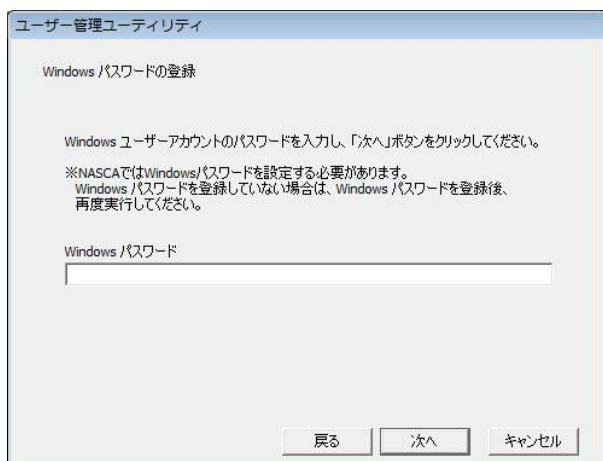 ユーザー管理ユーティリティ
Windows パスワードの登録
Windows ユーザーアカウントのパスワードを入力し、「次へ」ボタンをクリックしてください。
※NASCAではWindowsパスワードを設定する必要があります。
Windows パスワードを登録していない場合は、Windows パスワードを登録後、
再度実行してください。
Windows パスワード
戻る 次へ キャンセル